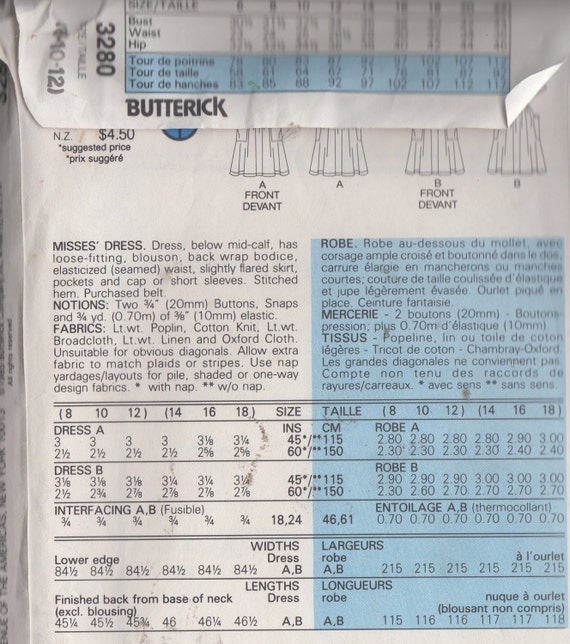 SIZE/TAILLE 6 8 10 12 14 16 18
Bust
Waist
Hip
Tour de poitrine
Tour de taille
Tour de hanches 83 85 88 92 97 102 107 112
3280
BUTTERICK
N.Z. $4.50
*suggested price
*prix suggéré
A
FRONT
DEVANT
A
B
FRONT
DEVANT
B
MISSES' DRESS. Dress, below mid-calf, has
loose-fitting, blouson, back wrap bodice,
elasticized (seamed) waist, slightly flared skirt,
pockets and cap or short sleeves. Stitched
hem. Purchased belt.
NOTIONS: Two ¾" (20mm) Buttons, Snaps
and ¾ yd. (0.70m) of ⅜" (10mm) elastic.
FABRICS: Lt.wt. Poplin, Cotton Knit, Lt.wt.
Broadcloth, Lt.wt. Linen and Oxford Cloth.
Unsuitable for obvious diagonals. Allow extra
fabric to match plaids or stripes. Use nap
yardages/layouts for pile, shaded or one-way
design fabrics. * with nap. ** w/o nap.
ROBE. Robe au-dessous du mollet, avec
corsage ample croisé et boutonné dans le dos,
carrure élargie en mancherons ou manches
courtes; couture de taille coulissée d'élastique
et jupe légèrement évasée. Ourlet piqué en
place. Ceinture fantaisie.
MERCERIE - 2 boutons (20mm) - Boutons-
pression; plus 0.70m d'élastique (10mm).
TISSUS - Popeline, lin ou toile de coton
légères - Tricot de coton - Chambray-Oxford.
Les grandes diagonales ne conviennent pas.
Compte non tenu des raccords de
rayures/carreaux. * avec sens ** sans sens.
(8 10 12) (14 16 18) SIZE TAILLE (8 10 12) (14 16 18)
DRESS A INS CM ROBE A
3 3 3 3 3⅛ 3¼ 45*/** 115 2.80 2.80 2.80 2.80 2.90 3.00
2½ 2½ 2½ 2½ 2⅝ 2⅝ 60*/** 150 2.30 2.30 2.30 2.30 2.40 2.40
DRESS B ROBE B
3⅛ 3⅛ 3⅛ 3¼ 3¼ 3¼ 45*/** 115 2.90 2.90 2.90 3.00 3.00 3.00
2½ 2¾ 2⅞ 2⅞ 2⅞ 2⅞ 60*/** 150 2.30 2.60 2.70 2.70 2.70 2.70
INTERFACING A,B (Fusible) ENTOILAGE A,B (thermocollant)
¾ ¾ ¾ ¾ ¾ ¾ 18,24 46,61 0.70 0.70 0.70 0.70 0.70 0.70
WIDTHS LARGEURS
Lower edge Dress robe à l'ourlet
84½ 84½ 84½ 84½ 84½ 84½ A,B A,B 215 215 215 215 215 215
LENGTHS LONGUEURS
Finished back from base of neck Dress robe nuque à ourlet
(excl. blousing) (blousant non compris)
45¼ 45½ 45¾ 46 46¼ 46½ A,B A,B 115 116 116 117 117 118